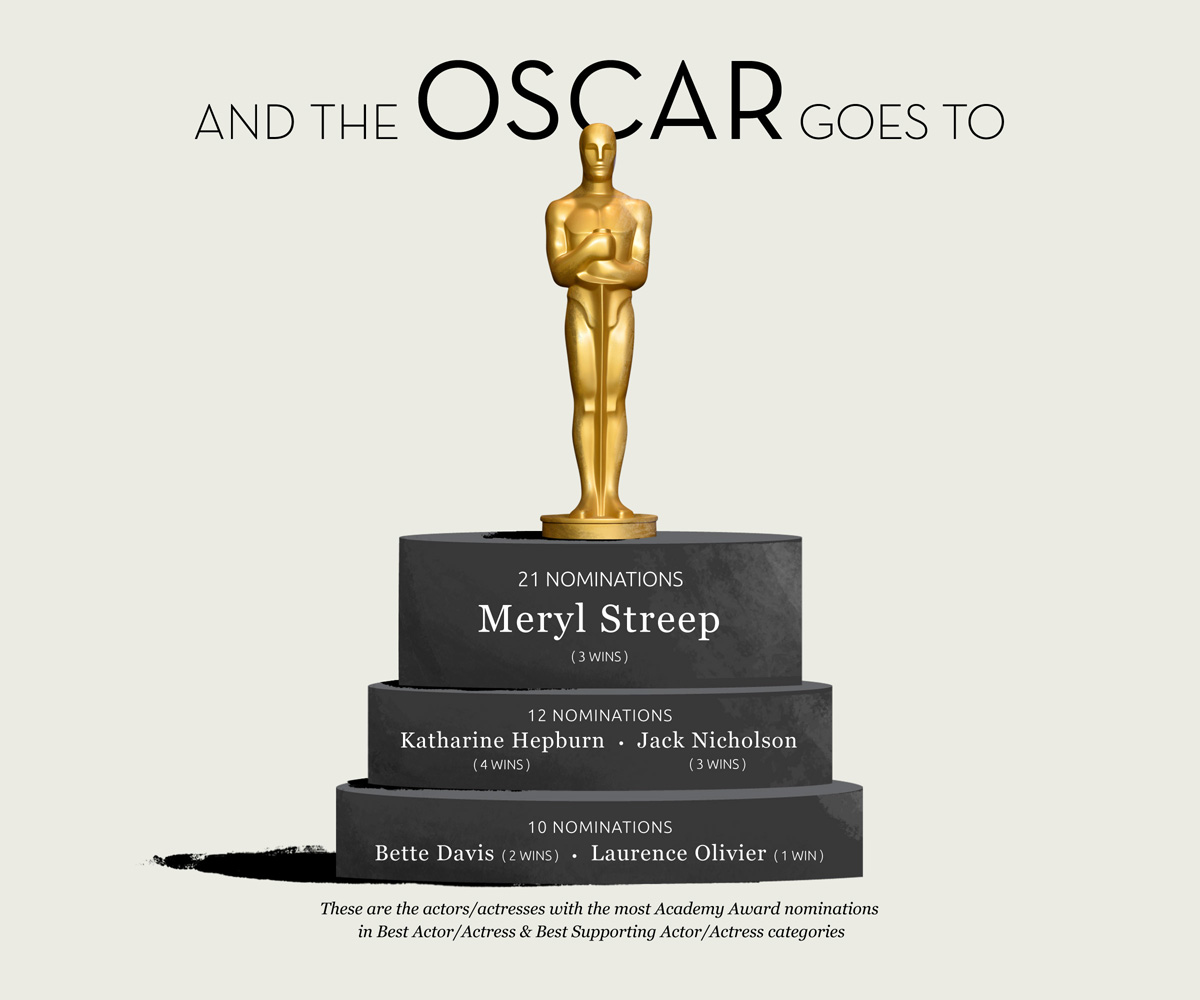 AND THE OSCAR GOES TO
21 NOMINATIONS
Meryl Streep
( 3 WINS )
12 NOMINATIONS
Katharine Hepburn • Jack Nicholson
( 4 WINS ) ( 3 WINS )
10 NOMINATIONS
Bette Davis ( 2 WINS ) • Laurence Olivier ( 1 WIN )
These are the actors/actresses with the most Academy Award nominations
in Best Actor/Actress & Best Supporting Actor/Actress categories